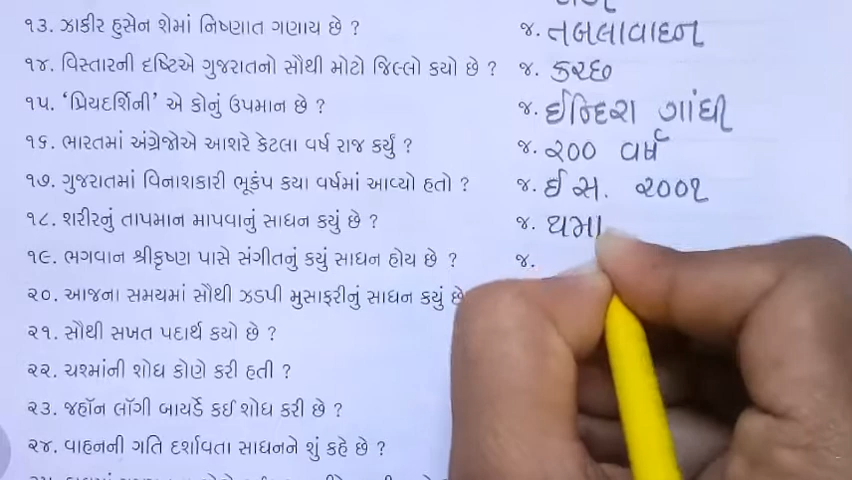 ૧૩. ઝાકીર હુસેન શેમાં નિષ્ણાત ગણાય છે ? જ. તબલાવાદન
૧૪. વિસ્તારની દૃષ્ટિએ ગુજરાતનો સૌથી મોટો જિલ્લો કયો છે ? જ. કચ્છ
૧૫. ‘પ્રિયદર્શિની’ એ કોનું ઉપમાન છે ? જ. ઈન્દિરા ગાંધી
૧૬. ભારતમાં અંગ્રેજોએ આશરે કેટલા વર્ષ રાજ કર્યું ? જ. ૨૦૦ વર્ષ
૧૭. ગુજરાતમાં વિનાશકારી ભૂકંપ કયા વર્ષમાં આવ્યો હતો ? જ. ઈ સ. ૨૦૦૧
૧૮. શરીરનું તાપમાન માપવાનું સાધન કયું છે ? જ. થમા
૧૯. ભગવાન શ્રીકૃષ્ણ પાસે સંગીતનું કયું સાધન હોય છે ? જ.
૨૦. આજના સમયમાં સૌથી ઝડપી મુસાફરીનું સાધન કયું છે
૨૧. સૌથી સખત પદાર્થ કયો છે ?
૨૨. ચશ્માંની શોધ કોણે કરી હતી ?
૨૩. જહૉન લૉગી બાયર્ડે કઈ શોધ કરી છે ?
૨૪. વાહનની ગતિ દર્શાવતા સાધનને શું કહે છે ?